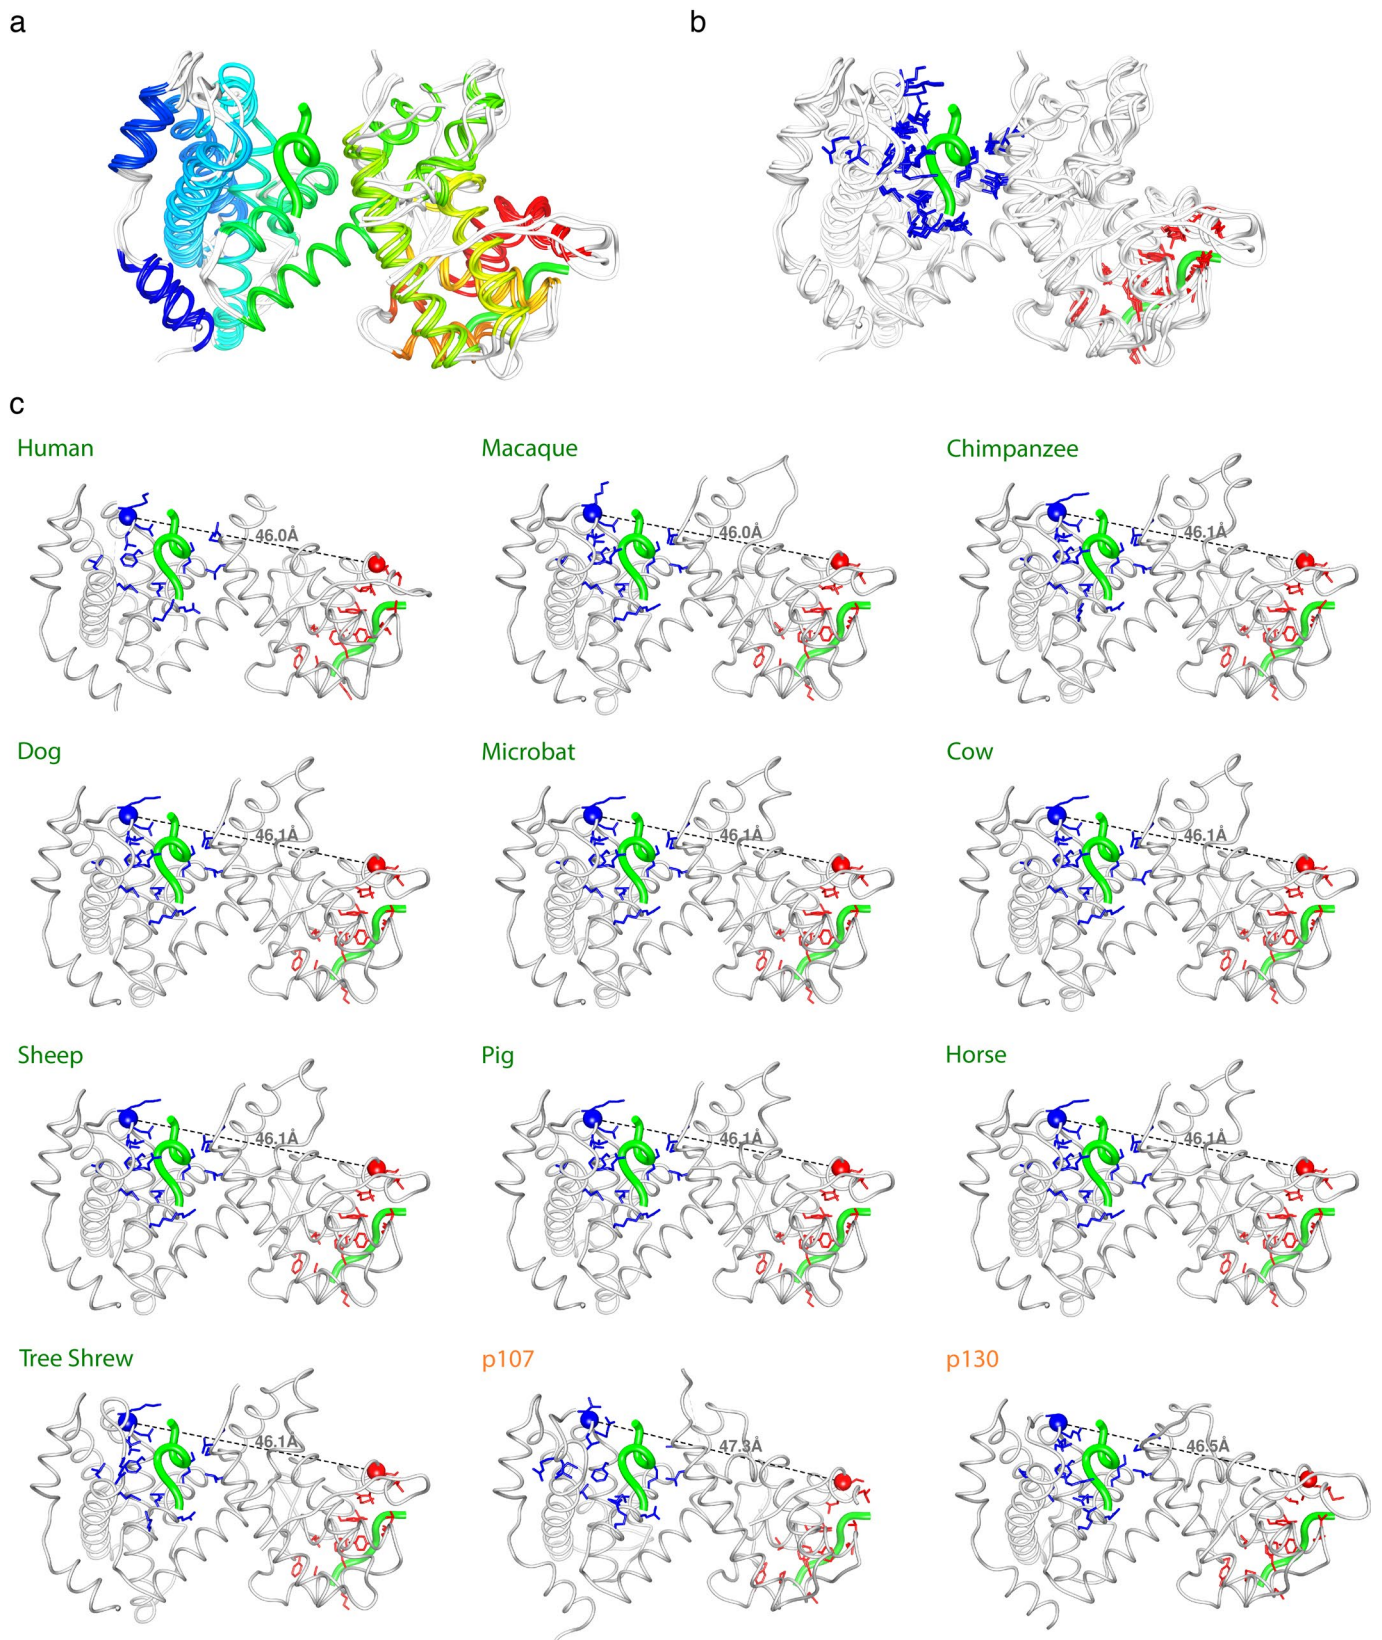 a
b
c
Human
Macaque
Chimpanzee
46.0Å
46.0Å
46.1Å
Dog
Microbat
Cow
46.1Å
46.1Å
46.1Å
Sheep
Pig
Horse
46.1Å
46.1Å
46.1Å
Tree Shrew
p107
p130
46.1Å
47.3Å
46.5Å